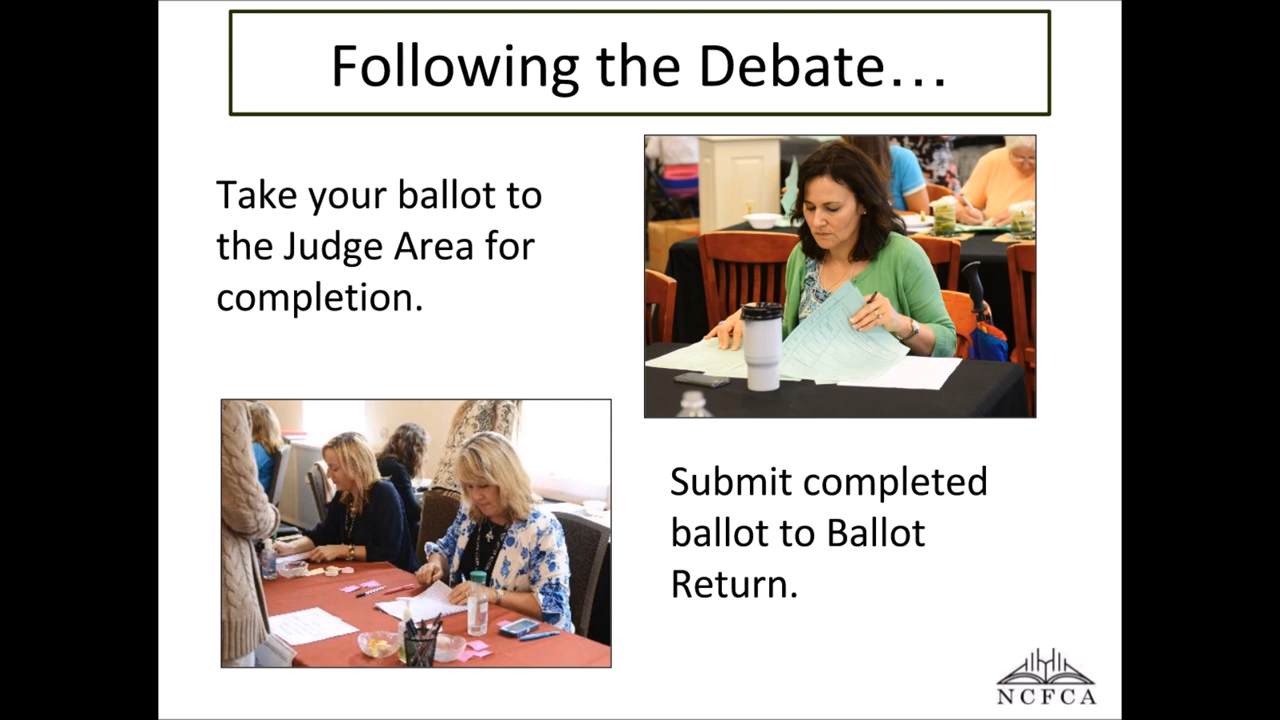 Following the Debate…
Take your ballot to
the Judge Area for
completion.
Submit completed
ballot to Ballot
Return.
NCFCA